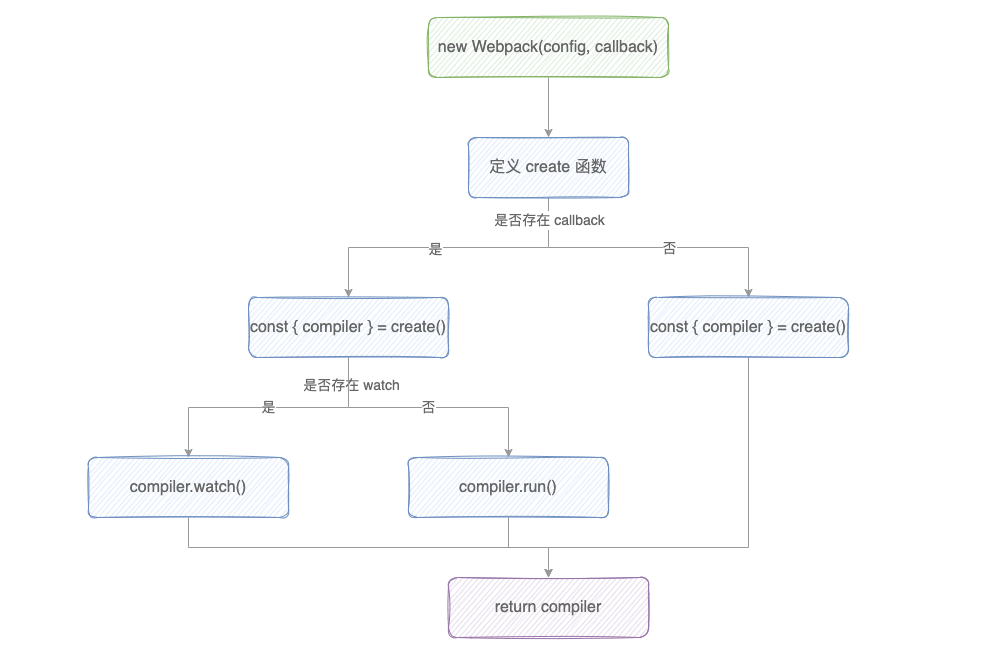 new Webpack(config, callback)
定义 create 函数
是否存在 callback
是
否
const { compiler } = create()
const { compiler } = create()
是否存在 watch
是
否
compiler.watch()
compiler.run()
return compiler